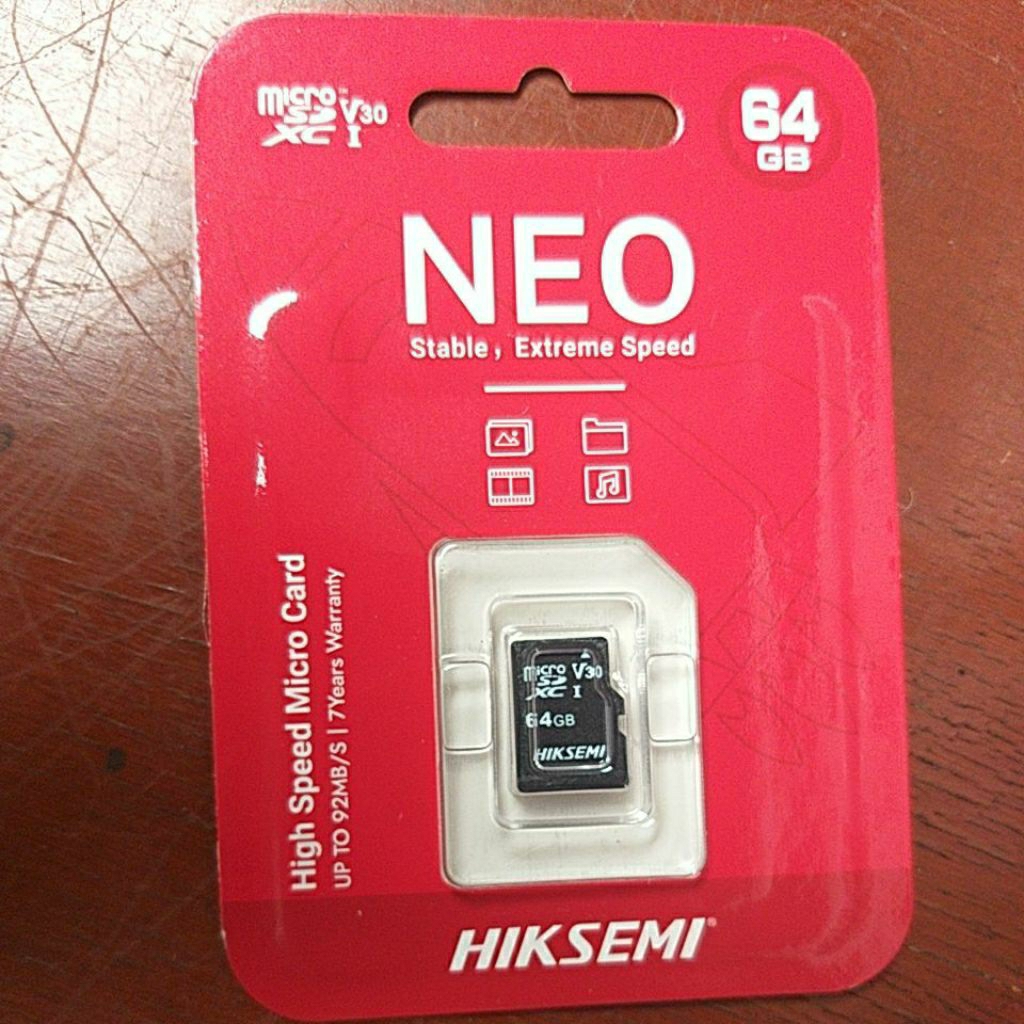 micro
SD V30
XC I
64
GB
NEO
Stable, Extreme Speed
High Speed Micro Card
UP TO 92MB/S | 7Years Warranty
micro V30
SD
XC I
64GB
HIKSEMI
HIKSEMI®